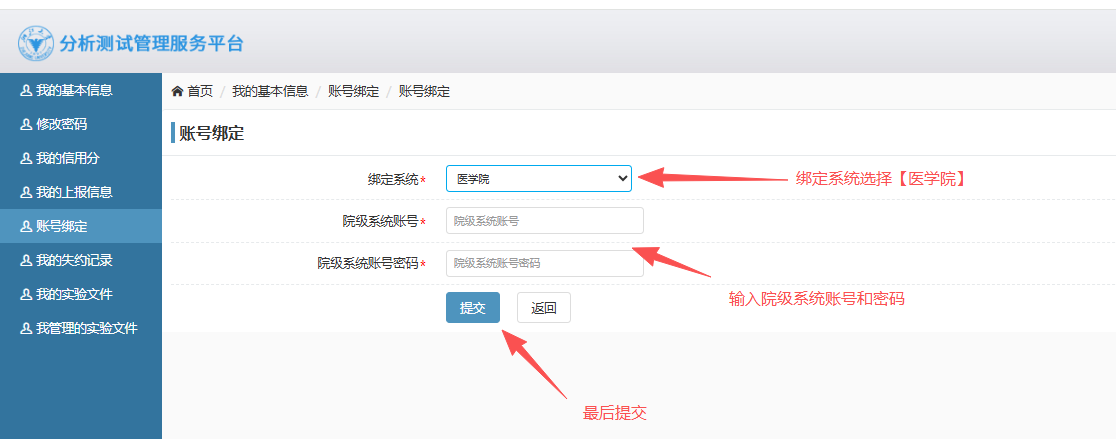 分析测试管理服务平台
我的基本信息
修改密码
我的信用分
我的上报信息
账号绑定
我的失约记录
我的实验文件
我管理的实验文件
首页 / 我的基本信息 / 账号绑定 / 账号绑定
账号绑定
绑定系统* 医学院
绑定系统选择【医学院】
院级系统账号* 院级系统账号
院级系统账号密码* 院级系统账号密码
输入院级系统账号和密码
提交 返回
最后提交